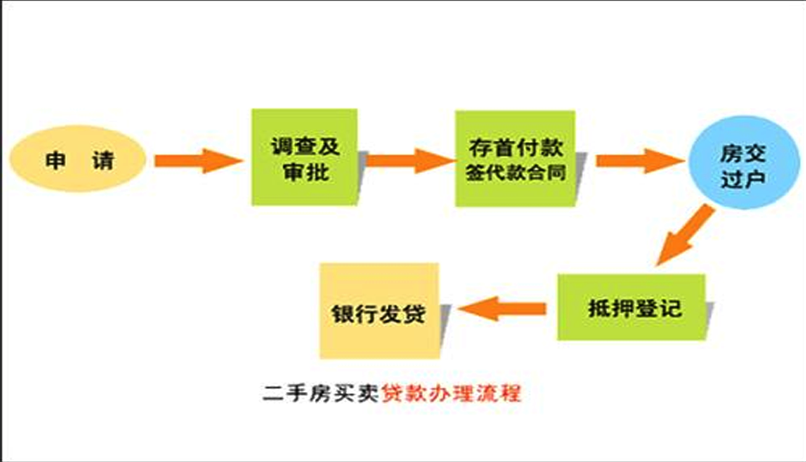 申 请
调查及
审批
存首付款
签代款合同
房交
过户
抵押登记
银行发贷
二手房买卖贷款办理流程